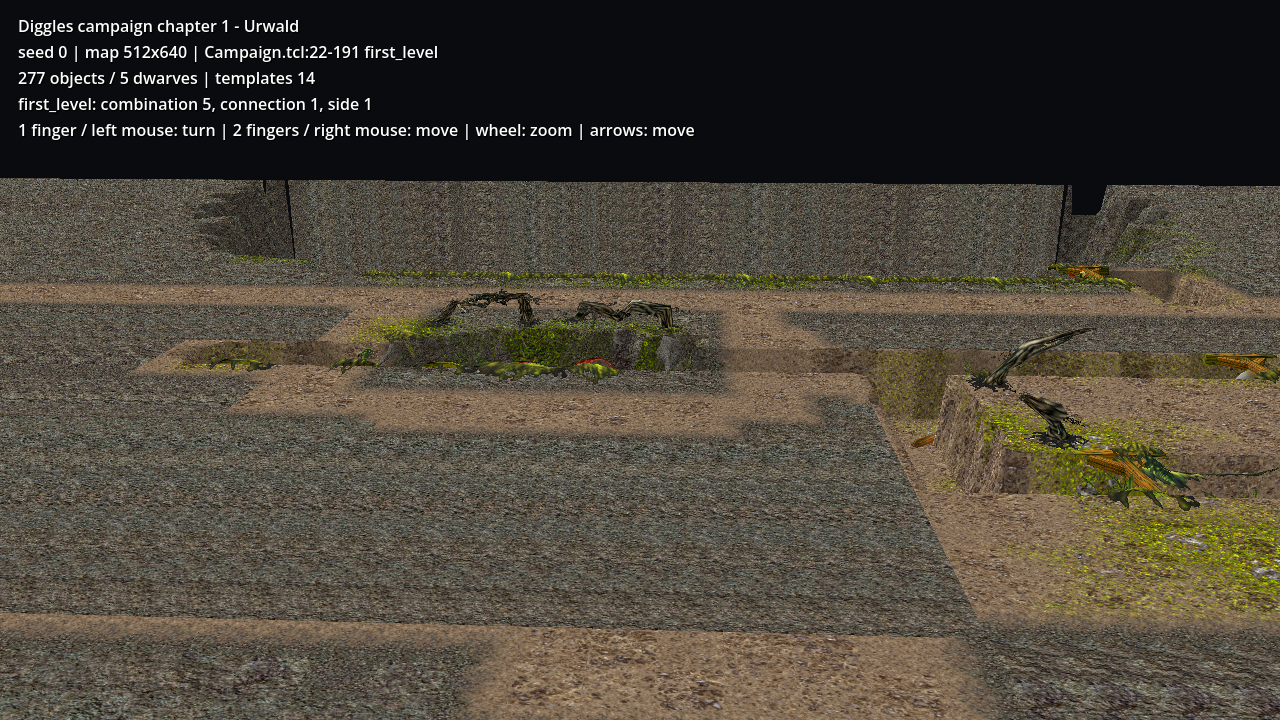 Diggles campaign chapter 1 - Urwald
seed 0 | map 512x640 | Campaign.tcl:22-191 first_level
277 objects / 5 dwarves | templates 14
first_level: combination 5, connection 1, side 1
1 finger / left mouse: turn | 2 fingers / right mouse: move | wheel: zoom | arrows: move